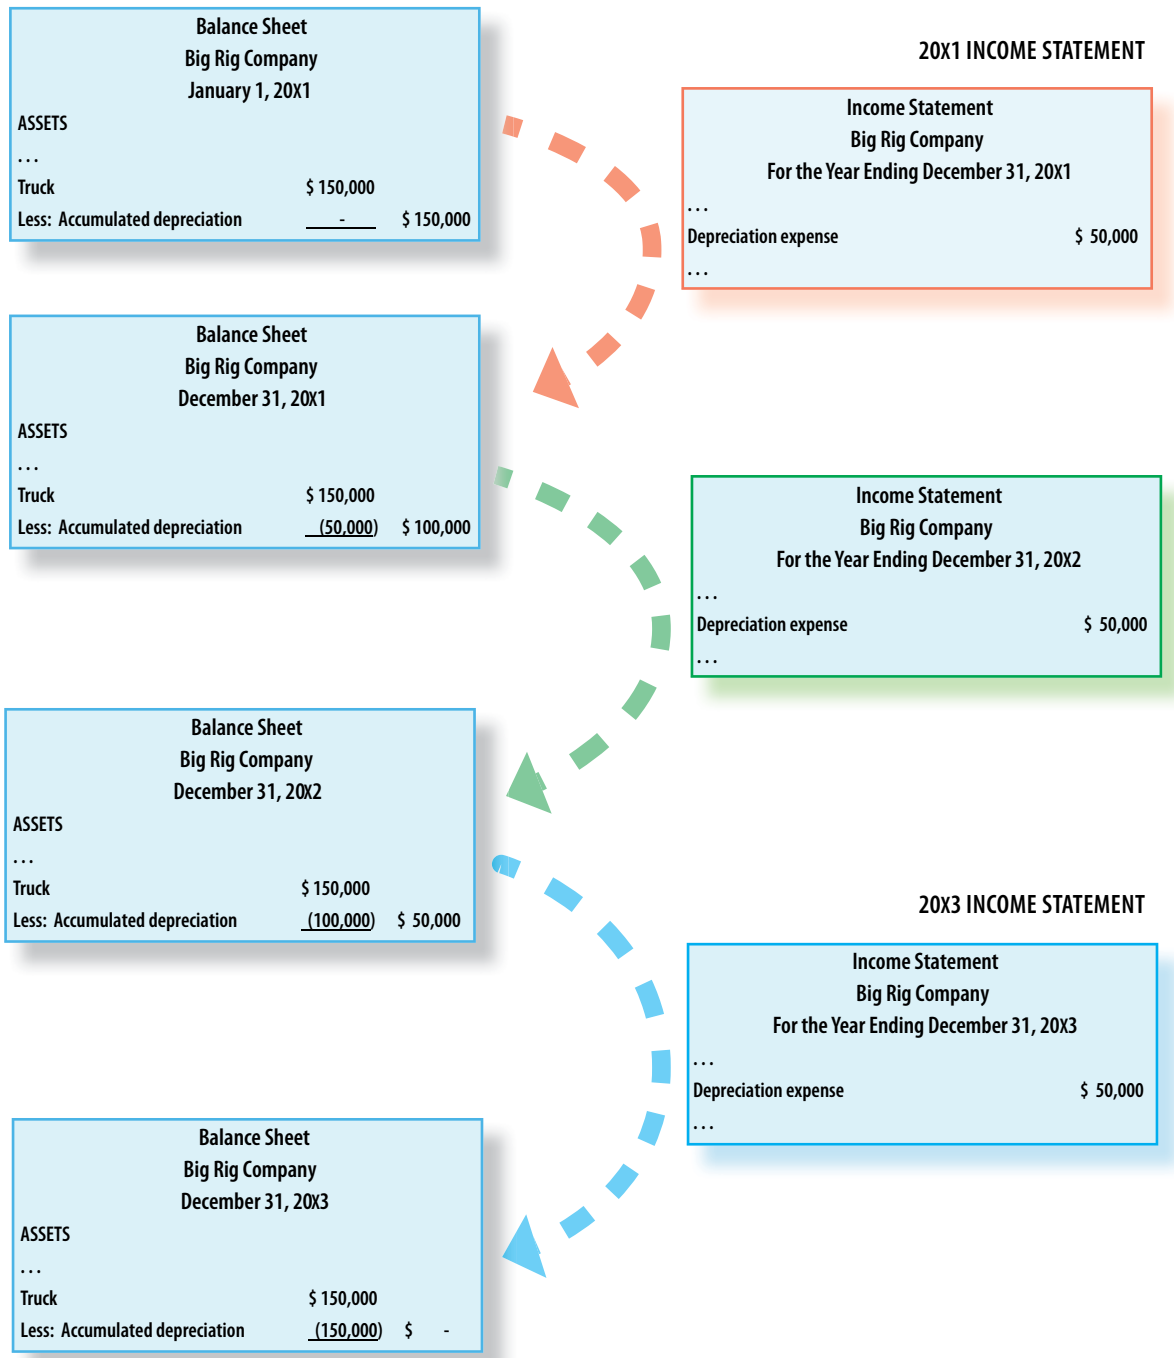 Balance Sheet
Big Rig Company
January 1, 20X1
ASSETS
. . .
Truck $ 150,000
Less: Accumulated depreciation - $ 150,000
20X1 INCOME STATEMENT
Income Statement
Big Rig Company
For the Year Ending December 31, 20X1
. . .
Depreciation expense $ 50,000
. . .
Balance Sheet
Big Rig Company
December 31, 20X1
ASSETS
. . .
Truck $ 150,000
Less: Accumulated depreciation (50,000) $ 100,000
Income Statement
Big Rig Company
For the Year Ending December 31, 20X2
. . .
Depreciation expense $ 50,000
. . .
Balance Sheet
Big Rig Company
December 31, 20X2
ASSETS
. . .
Truck $ 150,000
Less: Accumulated depreciation (100,000) $ 50,000
20X3 INCOME STATEMENT
Income Statement
Big Rig Company
For the Year Ending December 31, 20X3
. . .
Depreciation expense $ 50,000
. . .
Balance Sheet
Big Rig Company
December 31, 20X3
ASSETS
. . .
Truck $ 150,000
Less: Accumulated depreciation (150,000) $ -